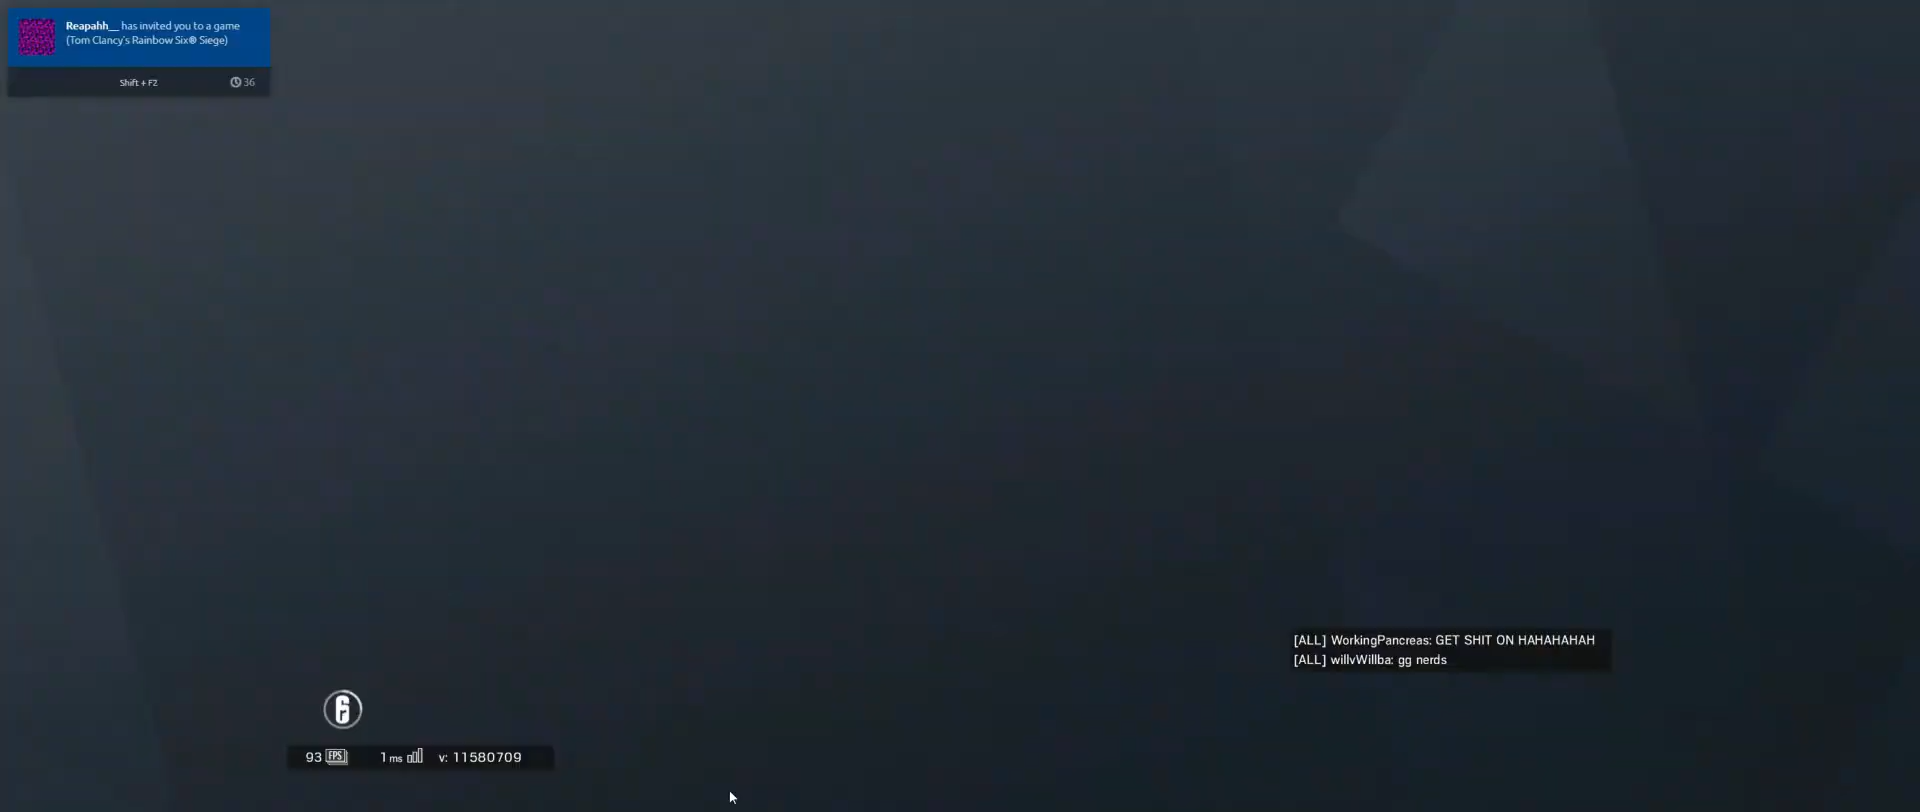 Reapahh__ has invited you to a game
(Tom Clancy's Rainbow Six® Siege)
Shift + F2
36
[ALL] WorkingPancreas: GET SHIT ON HAHAHAHAH
[ALL] willvWillba: gg nerds
93 FPS 1 ms v: 11580709